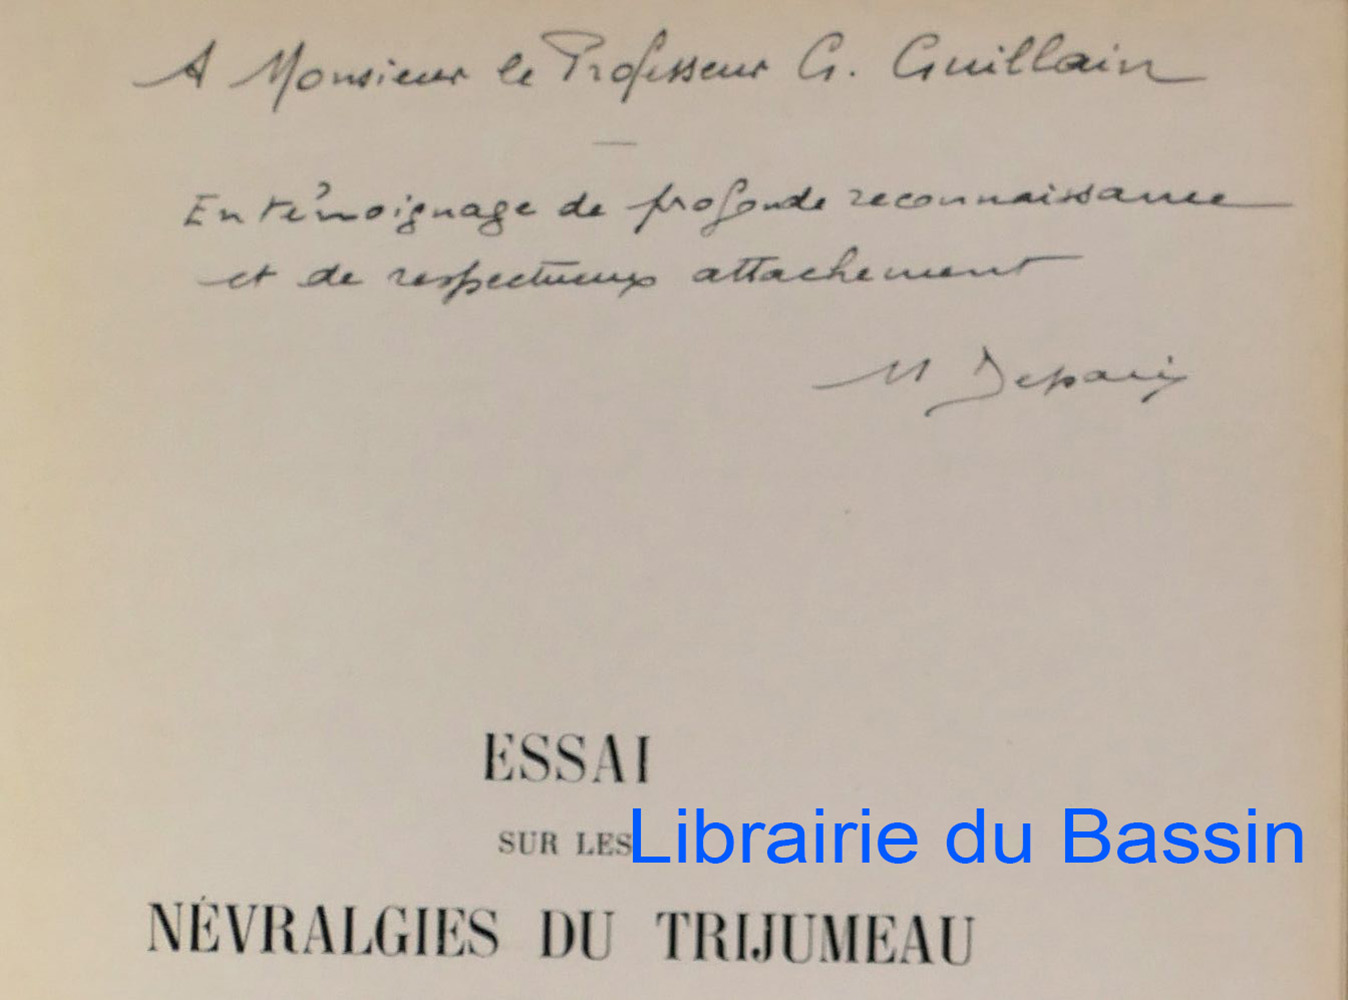 A Monsieur le Professeur G. Guillain
En témoignage de profonde reconnaissance
et de respectueux attachement
M Deparis
ESSAI
SUR LES
Librairie du Bassin
NÉVRALGIES DU TRIJUMEAU